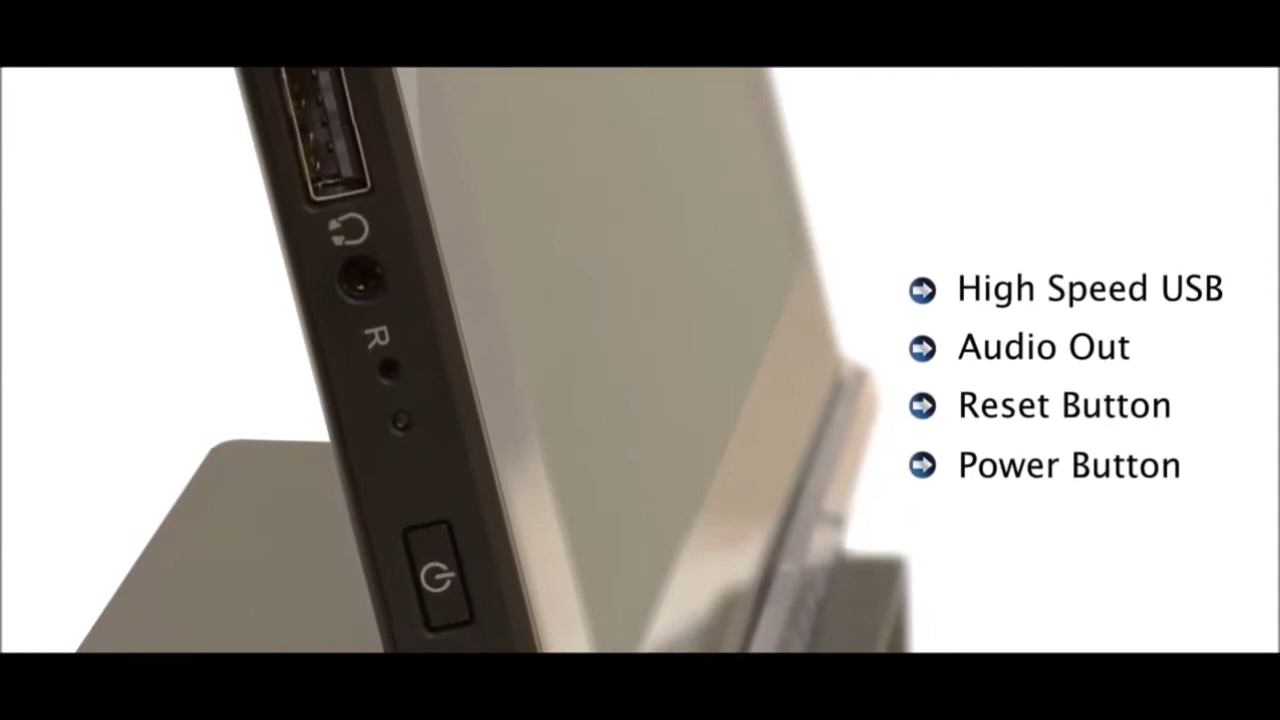 R
High Speed USB
Audio Out
Reset Button
Power Button